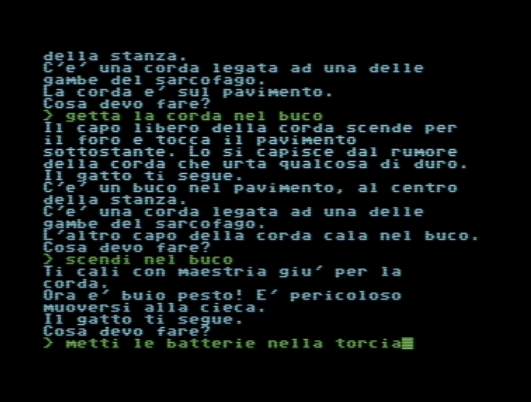 della stanza.
C'e' una corda legata ad una delle
gambe del sarcofago.
La corda e' sul pavimento.
Cosa devo fare?
> getta la corda nel buco
Il capo libero della corda scende per
il foro e tocca il pavimento
sottostante. Lo si capisce dal rumore
della corda che urta qualcosa di duro.
Il gatto ti segue.
C'e' un buco nel pavimento, al centro
della stanza.
C'e' una corda legata ad una delle
gambe del sarcofago.
L'altro capo della corda cala nel buco.
Cosa devo fare?
> scendi nel buco
Ti cali con maestria giu' per la
corda.
Ora e' buio pesto! E' pericoloso
muoversi alla cieca.
Il gatto ti segue.
Cosa devo fare?
> metti le batterie nella torcia